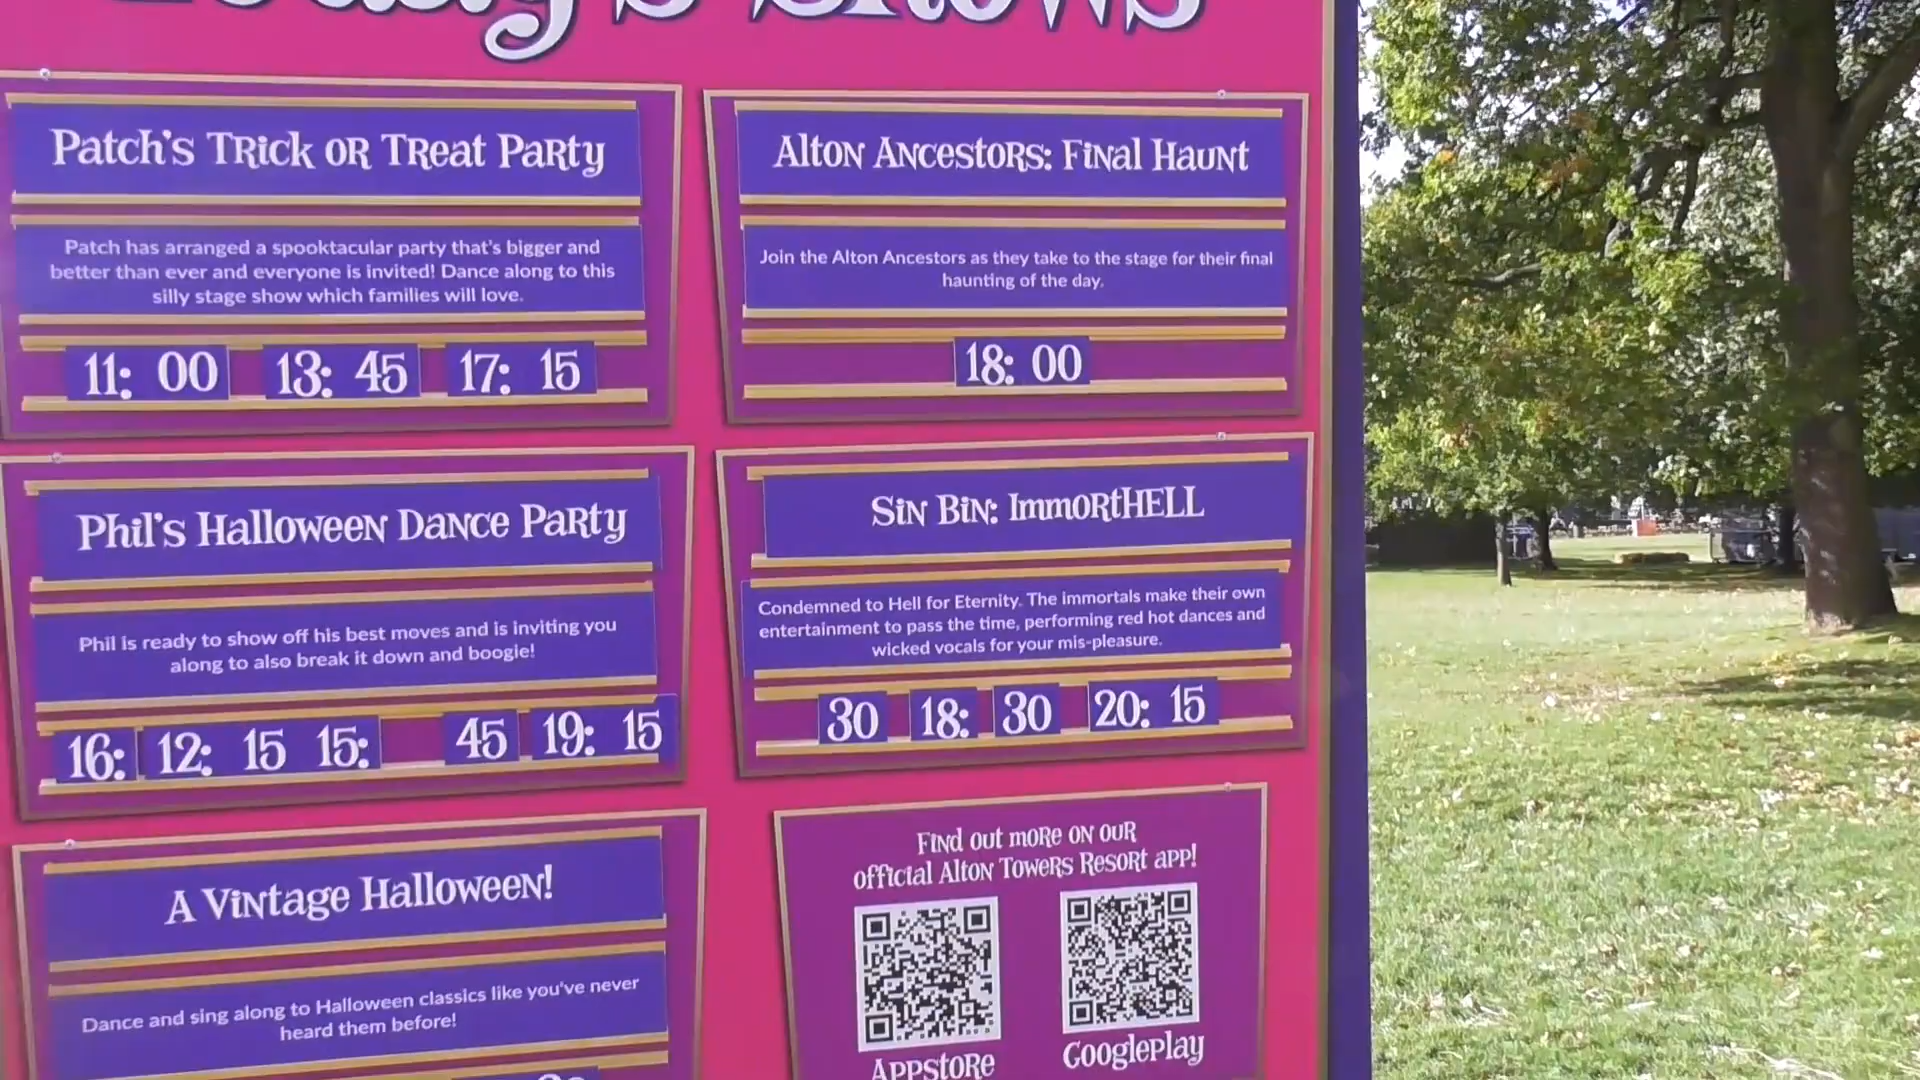 Today's Shows
Patch's Trick or Treat Party
Patch has arranged a spooktacular party that's bigger and
better than ever and everyone is invited! Dance along to this
silly stage show which families will love.
11: 00 13: 45 17: 15
Alton Ancestors: Final Haunt
Join the Alton Ancestors as they take to the stage for their final
haunting of the day.
18: 00
Phil's Halloween Dance Party
Phil is ready to show off his best moves and is inviting you
along to also break it down and boogie!
16: 12: 15 15: 45 19: 15
Sin Bin: ImmortHELL
Condemned to Hell for Eternity. The immortals make their own
entertainment to pass the time, performing red hot dances and
wicked vocals for your mis-pleasure.
30 18: 30 20: 15
A Vintage Halloween!
Dance and sing along to Halloween classics like you've never
heard them before!
Find out more on our
official Alton Towers Resort app!
Appstore
GooglePlay